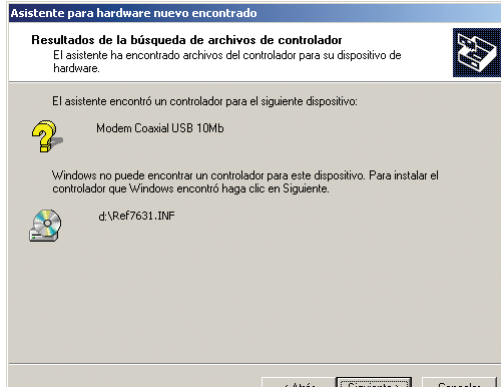 Asistente para hardware nuevo encontrado
Resultados de la búsqueda de archivos de controlador
El asistente ha encontrado archivos del controlador para su dispositivo de
hardware.
El asistente encontró un controlador para el siguiente dispositivo:
Modem Coaxial USB 10Mb
Windows no puede encontrar un controlador para este dispositivo. Para instalar el
controlador que Windows encontró haga clic en Siguiente.
d:\Ref7631.INF
< Atrás Siguiente > Cancelar